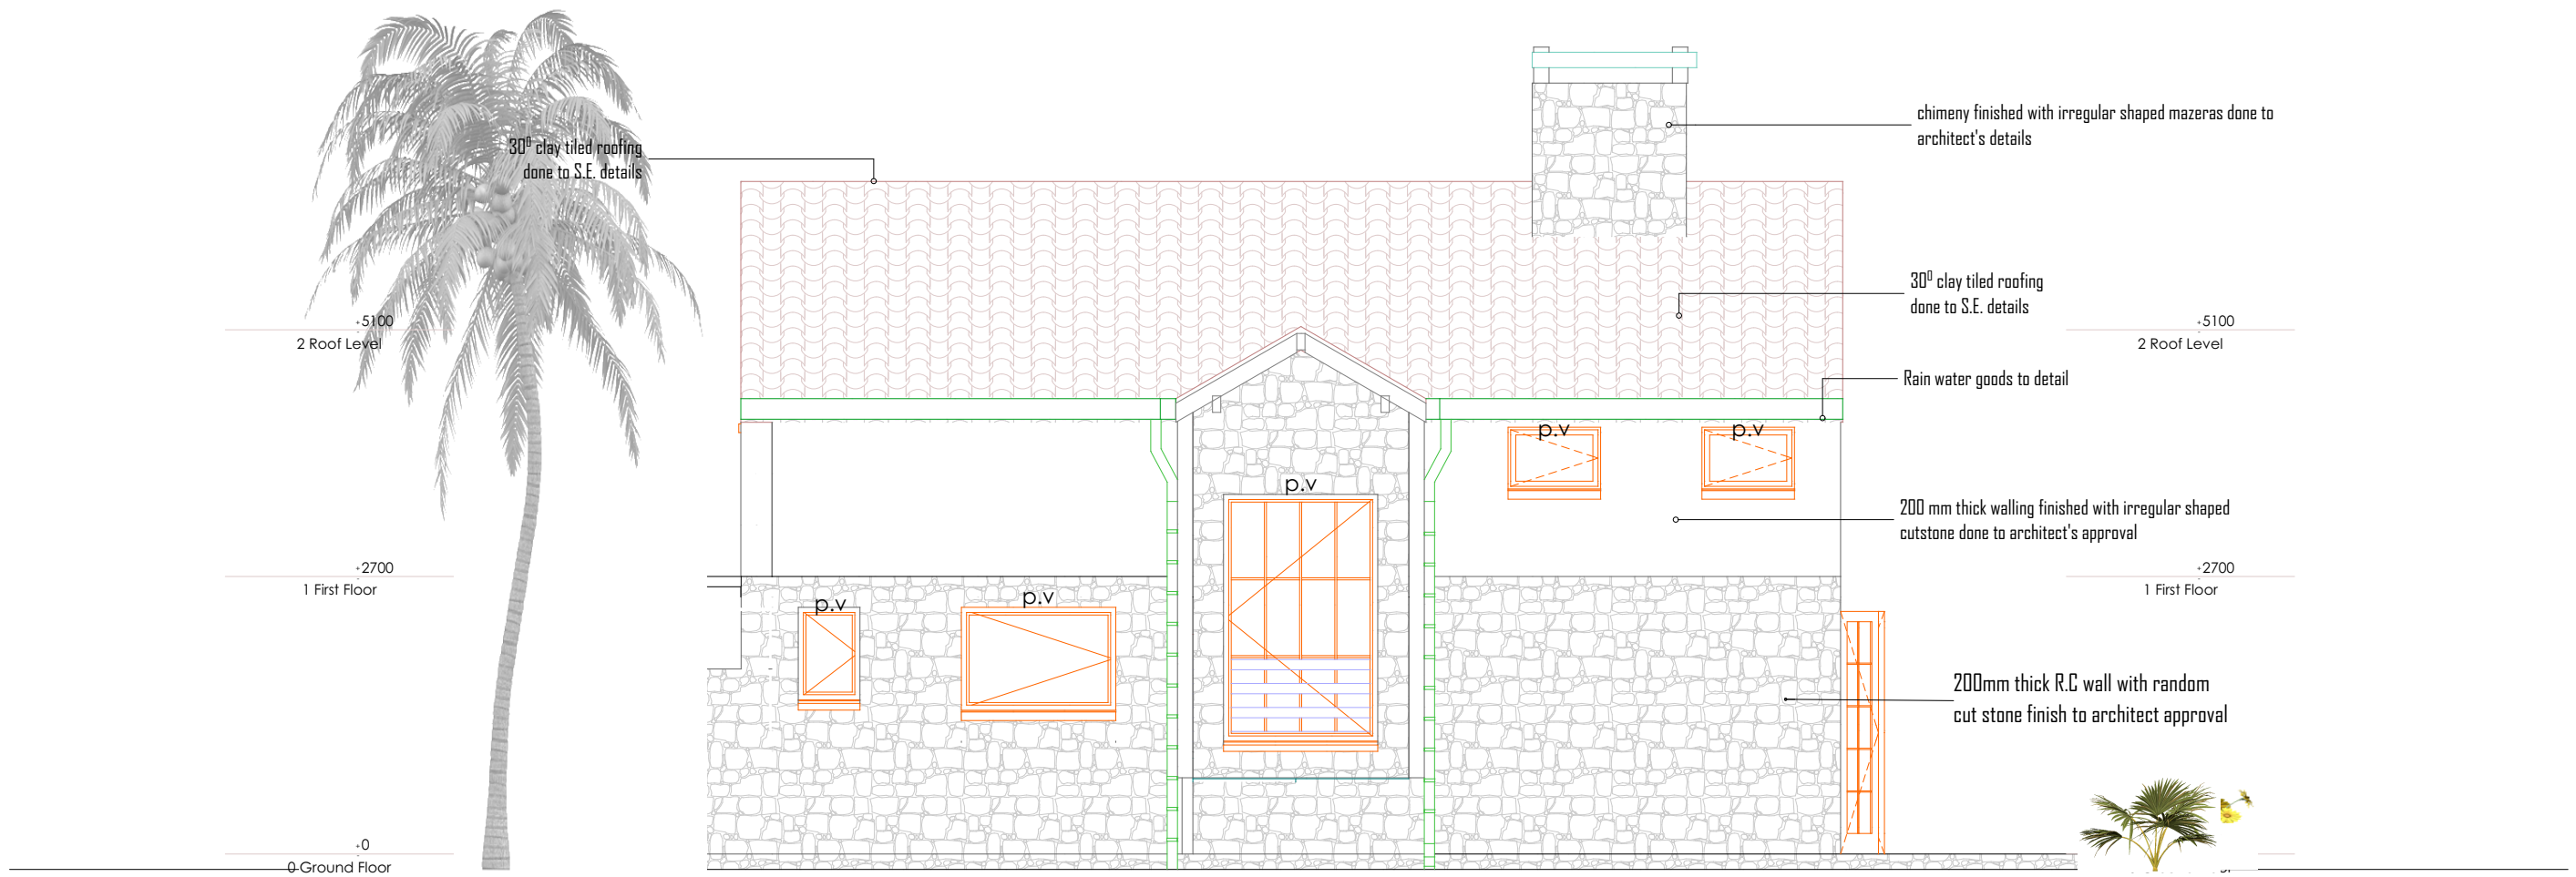 chimeny finished with irregular shaped mazeras done to
architect's details
30⁰ clay tiled roofing
done to S.E. details
30⁰ clay tiled roofing
done to S.E. details
+5100
2 Roof Level
+5100
2 Roof Level
Rain water goods to detail
p.v
p.v
p.v
200 mm thick walling finished with irregular shaped
cutstone done to architect's approval
+2700
1 First Floor
+2700
1 First Floor
p.v
p.v
200mm thick R.C wall with random
cut stone finish to architect approval
+0
0 Ground Floor